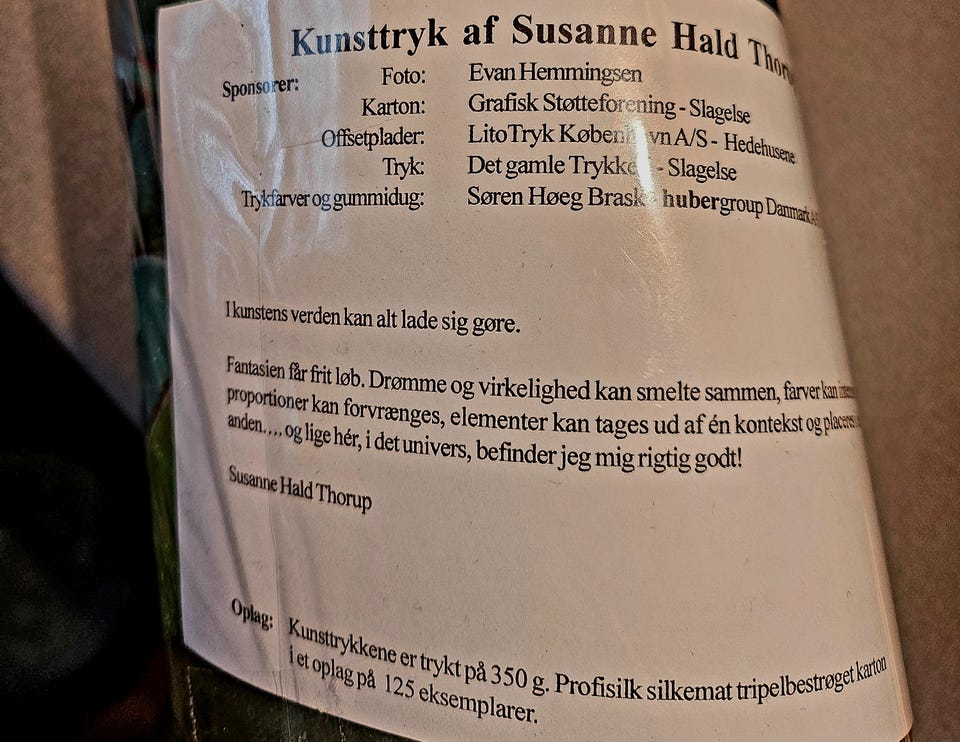 Kunsttryk af Susanne Hald
Sponsorer: Foto: Evan Hemmingsen
Karton: Grafisk Støtteforening - Slagelse
Offsetplader: LitoTryk København A/S - Hedehusene
Tryk: Det gamle - Slagelse
Trykfarver og gummidug: Søren Høeg Brask - hubergroup Danmark
I kunstens verden kan alt lade sig gøre.
Fantasien får frit løb. Drømme og virkelighed kan smelte sammen, farver kan
proportioner kan forvrænges, elementer kan tages ud af én kontekst og placeres
anden.... og lige hér, i det univers, befinder jeg mig rigtig godt!
Susanne Hald Thorup
Oplag: Kunsttrykkene er trykt på 350 g. Profisilk silkemat tripelbestrøget karton
i et oplag på 125 eksemplarer.